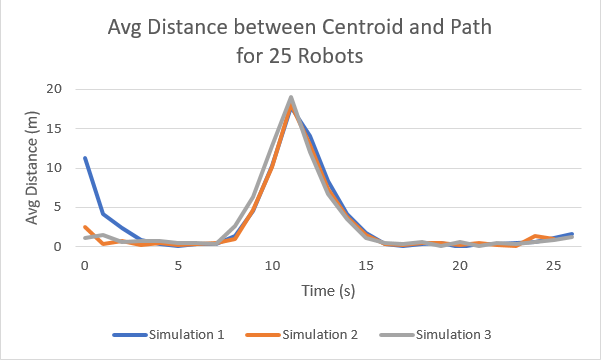 Avg Distance between Centroid and Path
for 25 Robots
20
15
10
5
0
Avg Distance (m)
0 5 10 15 20 25
Time (s)
Simulation 1 Simulation 2 Simulation 3